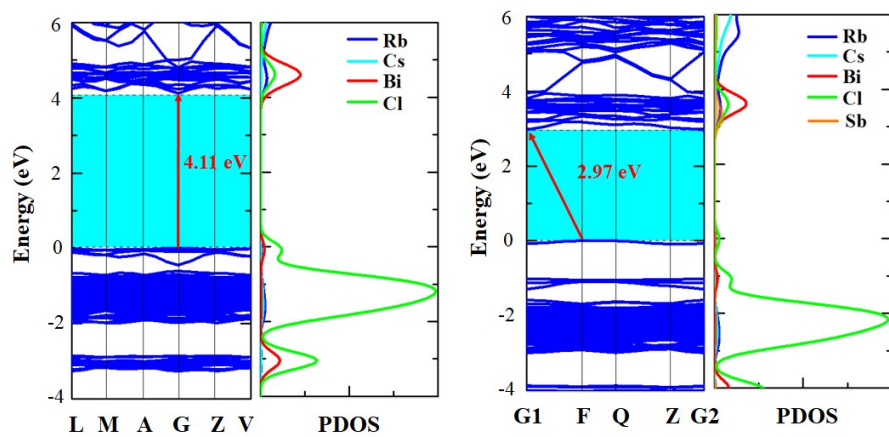 Energy (eV)
6
4
2
0
-2
-4
4.11 eV
L M A G Z V
Rb
Cs
Bi
Cl
PDOS
Energy (eV)
6
4
2
0
-2
-4
2.97 eV
G1 F Q Z G2
Rb
Cs
Bi
Cl
Sb
PDOS